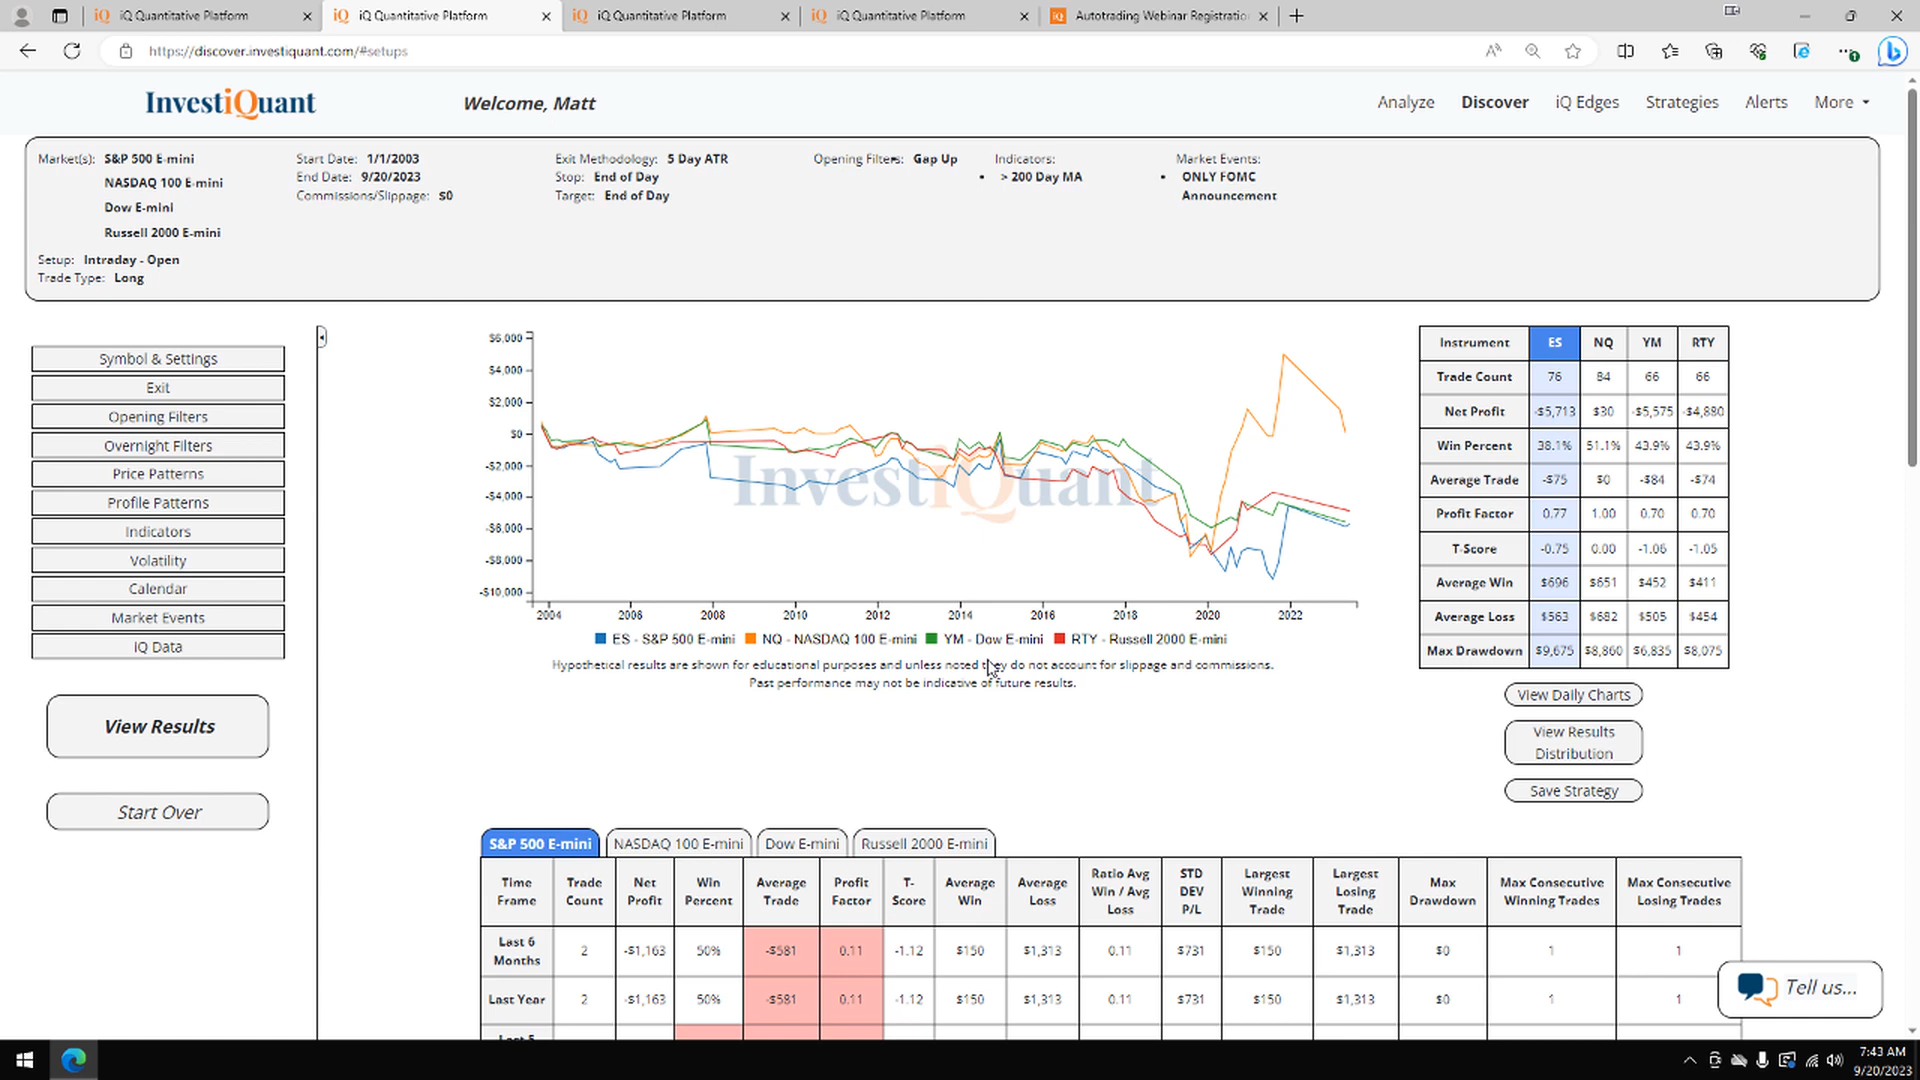 iQ iQ Quantitative Platform
iQ iQ Quantitative Platform
iQ iQ Quantitative Platform
iQ iQ Quantitative Platform
iQ Autotrading Webinar Registratio
https://discover.investiquant.com/#setups
InvestiQuant
Welcome, Matt
Analyze
Discover
iQ Edges
Strategies
Alerts
More
Market(s): S&P 500 E-mini
NASDAQ 100 E-mini
Dow E-mini
Russell 2000 E-mini
Setup: Intraday - Open
Trade Type: Long
Start Date: 1/1/2003
End Date: 9/20/2023
Commissions/Slippage: $0
Exit Methodology: 5 Day ATR
Stop: End of Day
Target: End of Day
Opening Filters: Gap Up
Indicators:
• > 200 Day MA
Market Events:
• ONLY FOMC
Announcement
Symbol & Settings
Exit
Opening Filters
Overnight Filters
Price Patterns
Profile Patterns
Indicators
Volatility
Calendar
Market Events
iQ Data
View Results
Start Over
$6,000
$4,000
$2,000
$0
-$2,000
-$4,000
-$6,000
-$8,000
-$10,000
InvestiQuant
2004 2006 2008 2010 2012 2014 2016 2018 2020 2022
ES - S&P 500 E-mini NQ - NASDAQ 100 E-mini YM - Dow E-mini RTY - Russell 2000 E-mini
Hypothetical results are shown for educational purposes and unless noted they do not account for slippage and commissions.
Past performance may not be indicative of future results.
Instrument ES NQ YM RTY
Trade Count 76 84 66 66
Net Profit -$5,713 $30 -$5,575 -$4,880
Win Percent 38.1% 51.1% 43.9% 43.9%
Average Trade -$75 $0 -$84 -$74
Profit Factor 0.77 1.00 0.70 0.70
T-Score -0.75 0.00 -1.06 -1.05
Average Win $696 $651 $452 $411
Average Loss $563 $682 $505 $454
Max Drawdown $9,675 $8,860 $6,835 $8,075
View Daily Charts
View Results
Distribution
Save Strategy
S&P 500 E-mini NASDAQ 100 E-mini Dow E-mini Russell 2000 E-mini
Time Frame Trade Count Net Profit Win Percent Average Trade Profit Factor T-Score Average Win Average Loss Ratio Avg Win / Avg Loss STD DEV P/L Largest Winning Trade Largest Losing Trade Max Drawdown Max Consecutive Winning Trades Max Consecutive Losing Trades
Last 6 Months 2 -$1,163 50% -$581 0.11 -1.12 $150 $1,313 0.11 $731 $150 $1,313 $0 1 1
Last Year 2 -$1,163 50% -$581 0.11 -1.12 $150 $1,313 0.11 $731 $150 $1,313 $0 1 1
Last 5
Tell us...
7:43 AM
9/20/2023